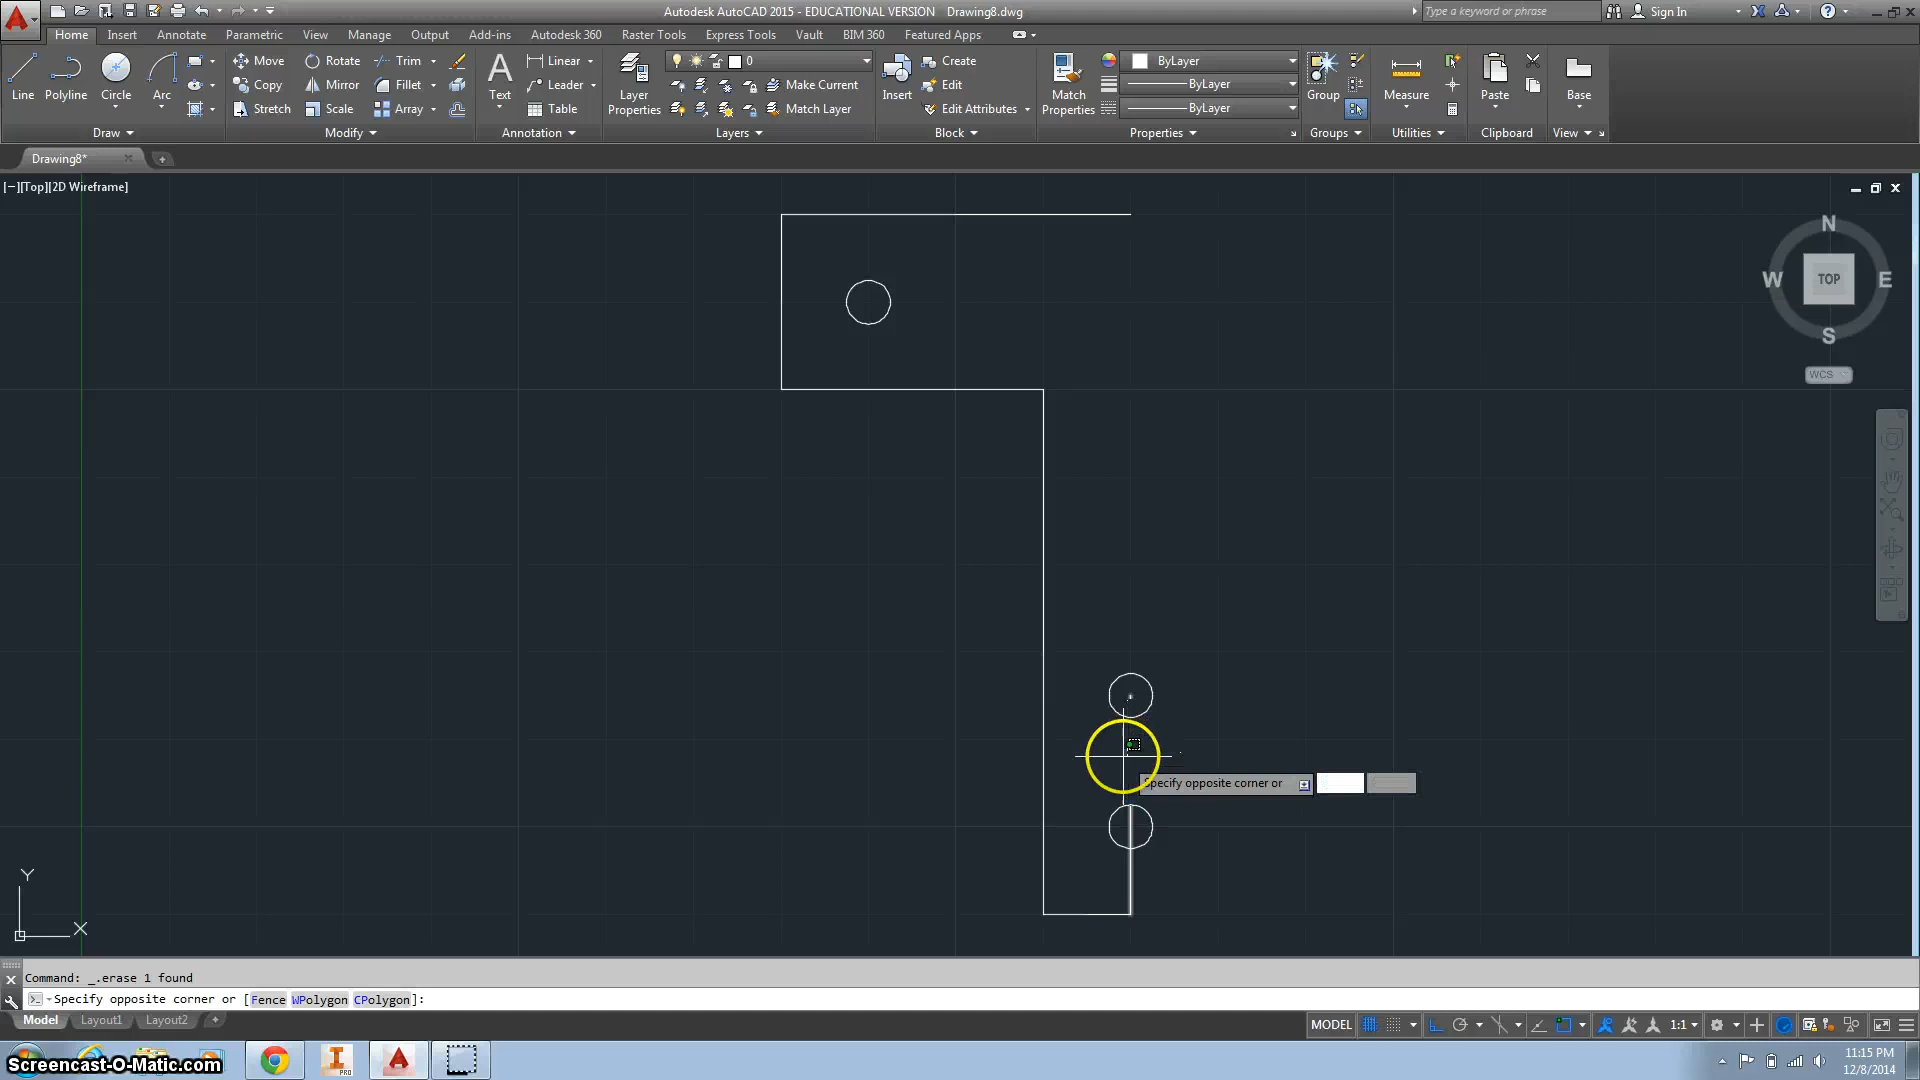 Autodesk AutoCAD 2015 - EDUCATIONAL VERSION Drawing8.dwg
Type a keyword or phrase
Sign In
Home Insert Annotate Parametric View Manage Output Add-ins Autodesk 360 Raster Tools Express Tools Vault BIM 360 Featured Apps
Line Polyline Circle Arc
Move Rotate Trim
Copy Mirror Fillet
Stretch Scale Array
Text
Linear
Leader
Table
Layer Properties
0
Make Current
Match Layer
Insert
Create
Edit
Edit Attributes
Match Properties
ByLayer
ByLayer
ByLayer
Group
Measure
Paste
Base
Draw Modify Annotation Layers Block Properties Groups Utilities Clipboard View
Drawing8*
[−][Top][2D Wireframe]
N
W TOP E
S
WCS
Specify opposite corner or
Y
X
Command: _.erase 1 found
Specify opposite corner or [Fence WPolygon CPolygon]:
Model Layout1 Layout2
MODEL
1:1
PRO
Screencast-O-Matic.com
11:15 PM
12/8/2014